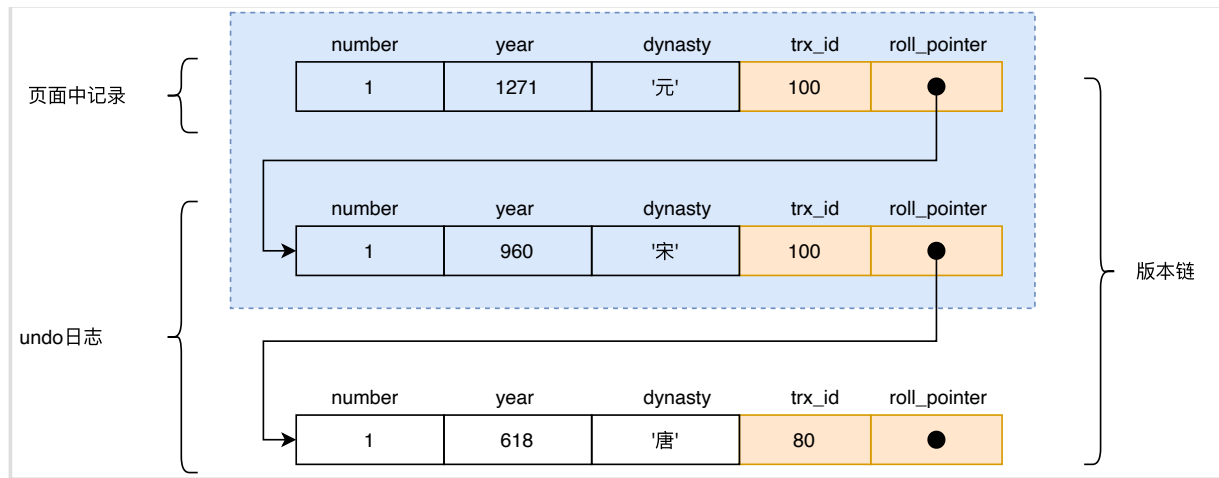 number year dynasty trx_id roll_pointer
页面中记录
1 1271 '元' 100
number year dynasty trx_id roll_pointer
1 960 '宋' 100
版本链
undo日志
number year dynasty trx_id roll_pointer
1 618 '唐' 80